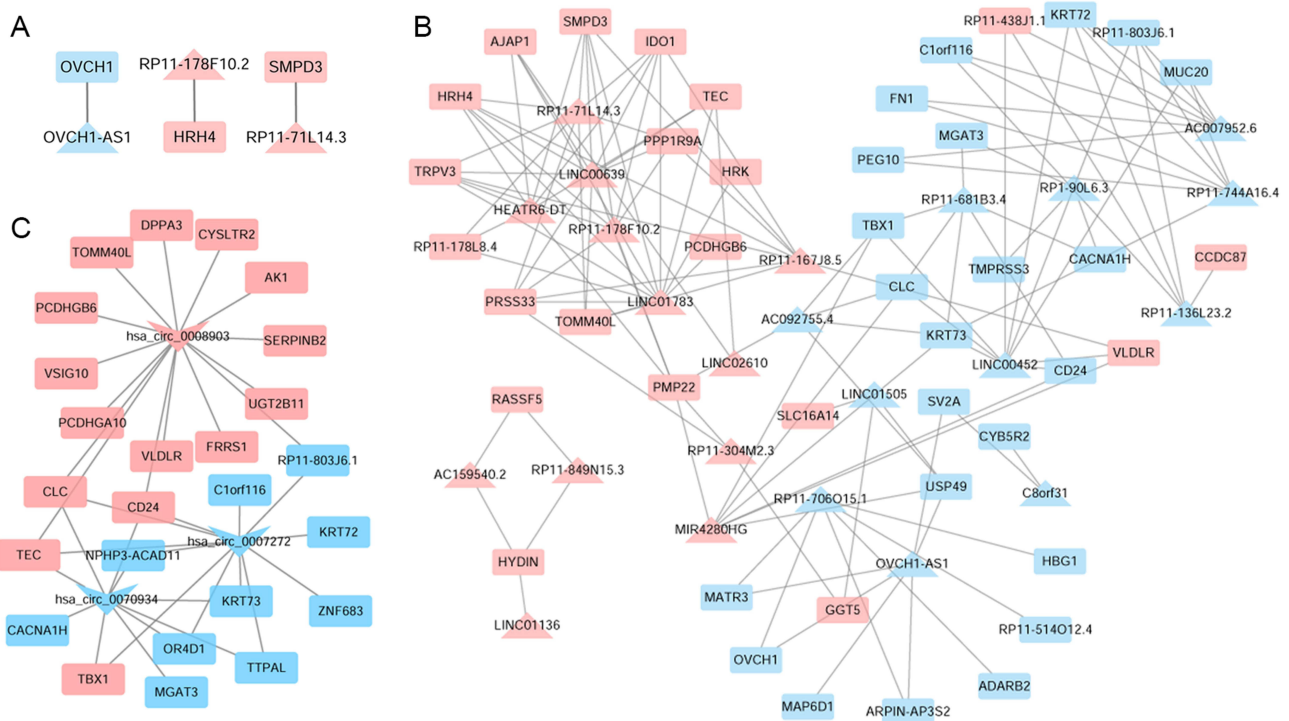 A
OVCH1
RP11-178F10.2
SMPD3
OVCH1-AS1
HRH4
RP11-71L14.3
B
SMPD3
AJAP1
IDO1
HRH4
RP11-71L14.3
TEC
PPP1R9A
TRPV3
LINC00639
HRK
HEATR6-DT
RP11-178F10.2
RP11-178L8.4
PCDHGB6
RP11-167J8.5
PRSS33
LINC01783
TOMM40L
LINC02610
PMP22
RP11-438J1.1
KRT72
RP11-803J6.1
C1orf116
MUC20
FN1
AC007952.6
MGAT3
PEG10
RP11-681B3.4
RP1-90L6.3
RP11-744A16.4
TBX1
TMPRSS3
CACNA1H
CCDC87
CLC
AC092755.4
RP11-136L23.2
KRT73
LINC00452
VLDLR
CD24
LINC01505
SV2A
SLC16A14
CYB5R2
RP11-304M2.3
USP49
C8orf31
RP11-706O15.1
MIR4280HG
OVCH1-AS1
HBG1
MATR3
GGT5
RP11-514O12.4
OVCH1
ADARB2
MAP6D1
ARPIN-AP3S2
RASSF5
AC159540.2
RP11-849N15.3
HYDIN
LINC01136
C
DPPA3
CYSLTR2
TOMM40L
AK1
PCDHGB6
hsa_circ_0008903
SERPINB2
VSIG10
UGT2B11
PCDHGA10
FRRS1
VLDLR
RP11-803J6.1
CLC
C1orf116
CD24
KRT72
hsa_circ_0007272
TEC
NPHP3-ACAD11
hsa_circ_0070934
KRT73
ZNF683
CACNA1H
OR4D1
TTPAL
TBX1
MGAT3